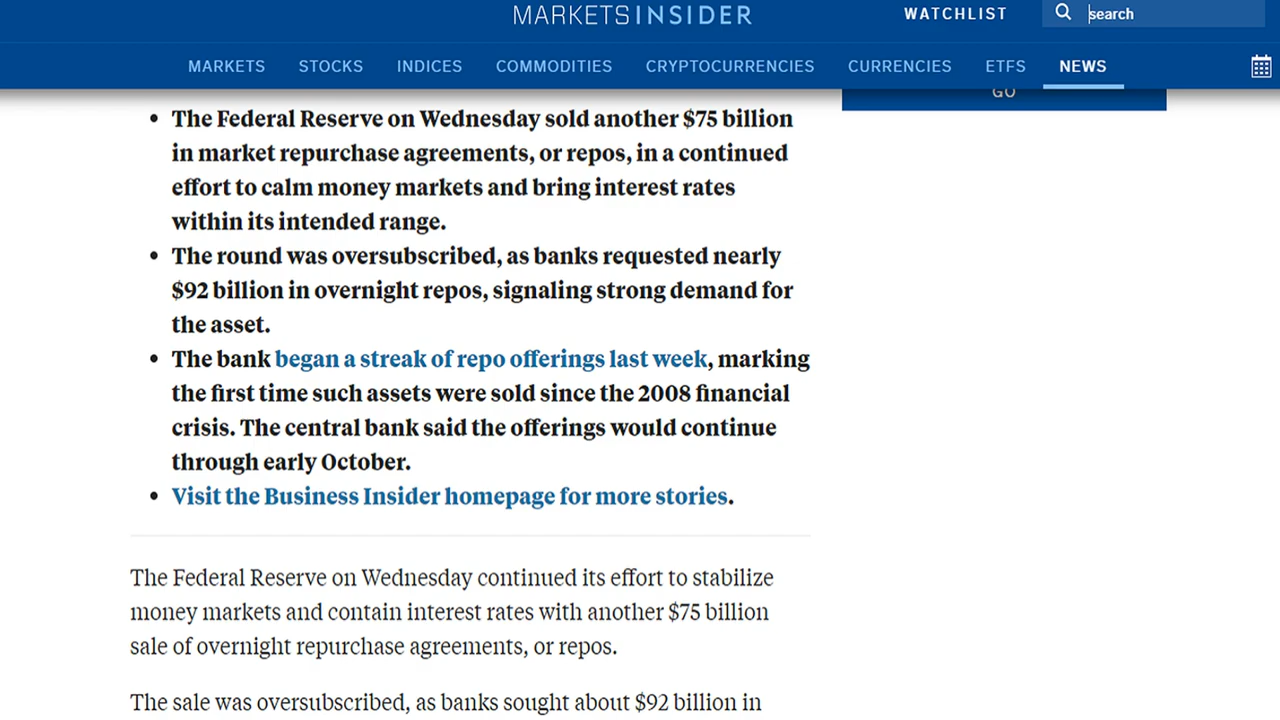 MARKETS INSIDER
WATCHLIST
search
MARKETS STOCKS INDICES COMMODITIES CRYPTOCURRENCIES CURRENCIES ETFS NEWS
GO
• The Federal Reserve on Wednesday sold another $75 billion
in market repurchase agreements, or repos, in a continued
effort to calm money markets and bring interest rates
within its intended range.
• The round was oversubscribed, as banks requested nearly
$92 billion in overnight repos, signaling strong demand for
the asset.
• The bank began a streak of repo offerings last week, marking
the first time such assets were sold since the 2008 financial
crisis. The central bank said the offerings would continue
through early October.
• Visit the Business Insider homepage for more stories.
The Federal Reserve on Wednesday continued its effort to stabilize
money markets and contain interest rates with another $75 billion
sale of overnight repurchase agreements, or repos.
The sale was oversubscribed, as banks sought about $92 billion in